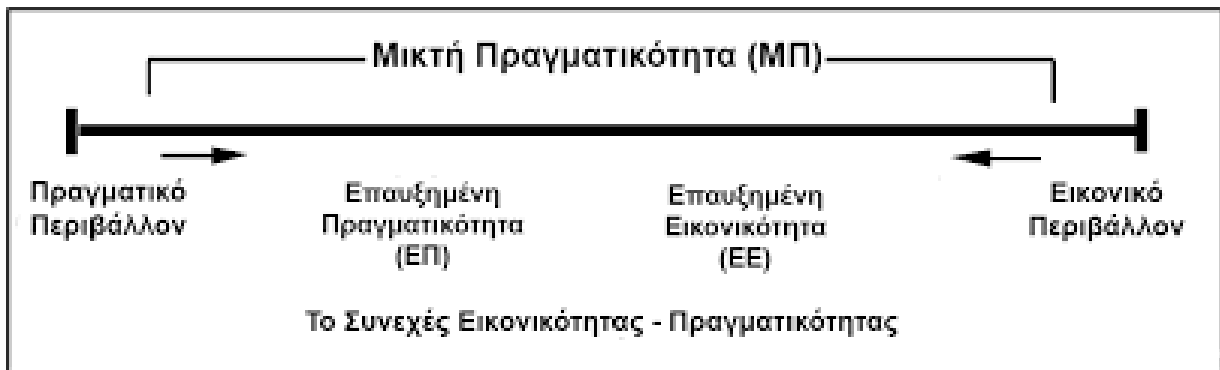 Μικτή Πραγματικότητα (ΜΠ)
Πραγματικό
Περιβάλλον
Επαυξημένη
Πραγματικότητα
(ΕΠ)
Επαυξημένη
Εικονικότητα
(ΕΕ)
Εικονικό
Περιβάλλον
Το Συνεχές Εικονικότητας - Πραγματικότητας